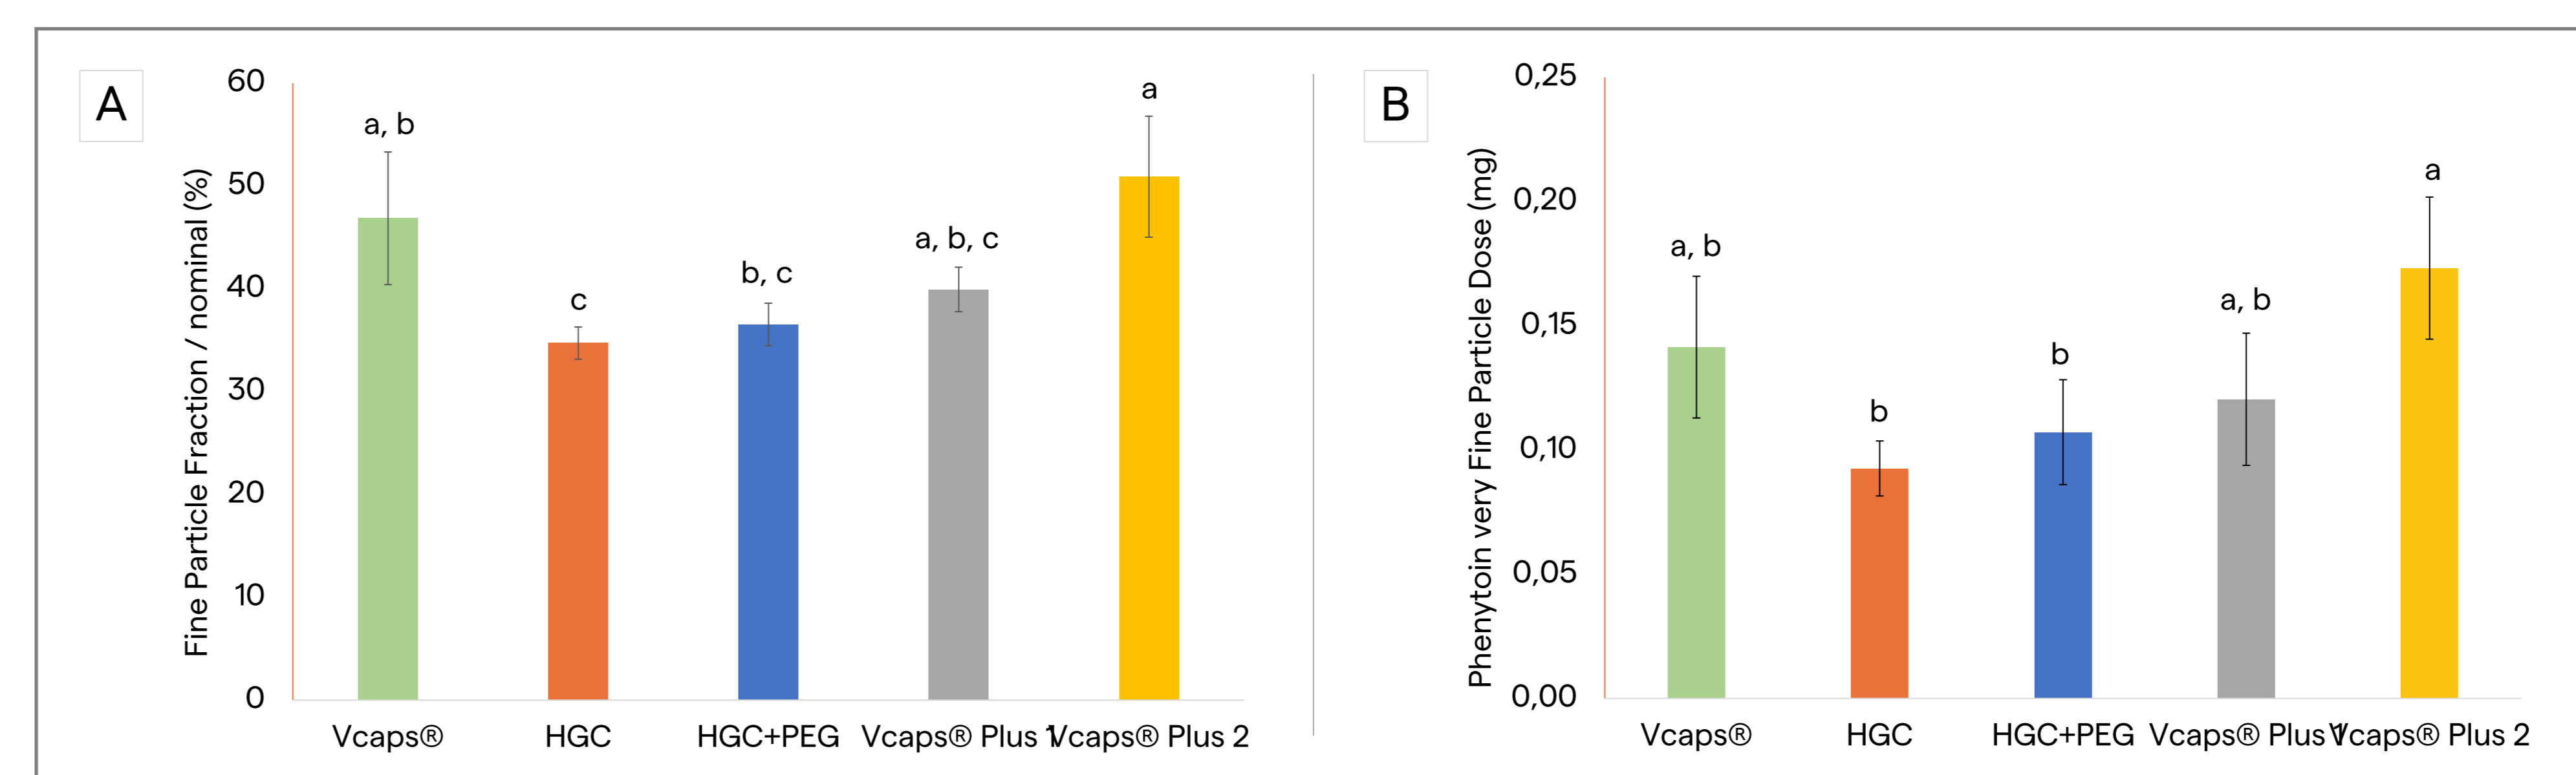 A
Fine Particle Fraction / nominal (%)
60
50
40
30
20
10
0
a, b
c
b, c
a, b, c
a
Vcaps® HGC HGC+PEG Vcaps® Plus 1 Vcaps® Plus 2
B
Phenytoin very Fine Particle Dose (mg)
0,25
0,20
0,15
0,10
0,05
0,00
a, b
b
b
a, b
a
Vcaps® HGC HGC+PEG Vcaps® Plus 1 Vcaps® Plus 2